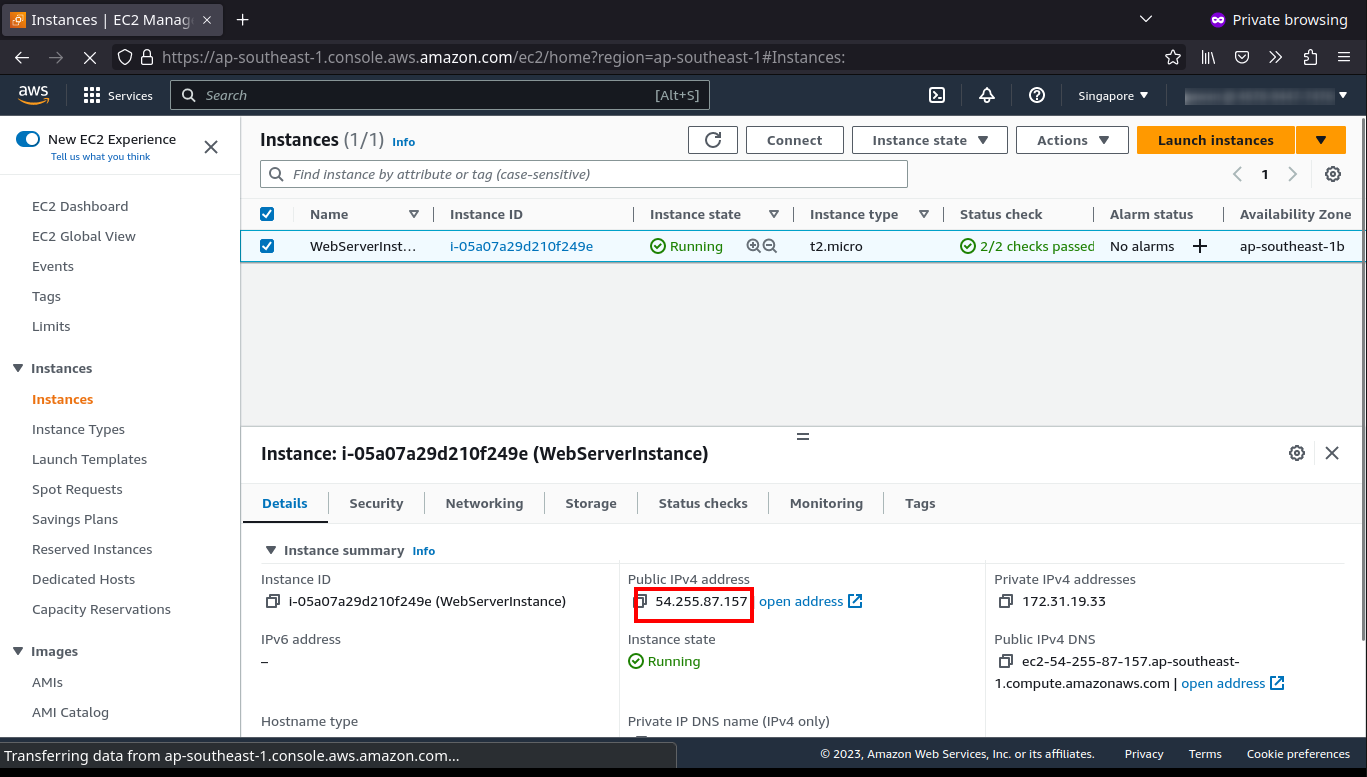 Instances | EC2 Manag
Private browsing
https://ap-southeast-1.console.aws.amazon.com/ec2/home?region=ap-southeast-1#Instances:
aws Services Search [Alt+S] Singapore
New EC2 Experience
Tell us what you think
EC2 Dashboard
EC2 Global View
Events
Tags
Limits
Instances
Instances
Instance Types
Launch Templates
Spot Requests
Savings Plans
Reserved Instances
Dedicated Hosts
Capacity Reservations
Images
AMIs
AMI Catalog
Instances (1/1) Info
Connect Instance state Actions Launch instances
Find instance by attribute or tag (case-sensitive)
1
Name Instance ID Instance state Instance type Status check Alarm status Availability Zone
WebServerInst... i-05a07a29d210f249e Running t2.micro 2/2 checks passed No alarms ap-southeast-1b
Instance: i-05a07a29d210f249e (WebServerInstance)
Details Security Networking Storage Status checks Monitoring Tags
Instance summary Info
Instance ID
i-05a07a29d210f249e (WebServerInstance)
Public IPv4 address
54.255.87.157 open address
Private IPv4 addresses
172.31.19.33
IPv6 address
–
Instance state
Running
Public IPv4 DNS
ec2-54-255-87-157.ap-southeast-
1.compute.amazonaws.com | open address
Hostname type
Private IP DNS name (IPv4 only)
Transferring data from ap-southeast-1.console.aws.amazon.com...
© 2023, Amazon Web Services, Inc. or its affiliates. Privacy Terms Cookie preferences